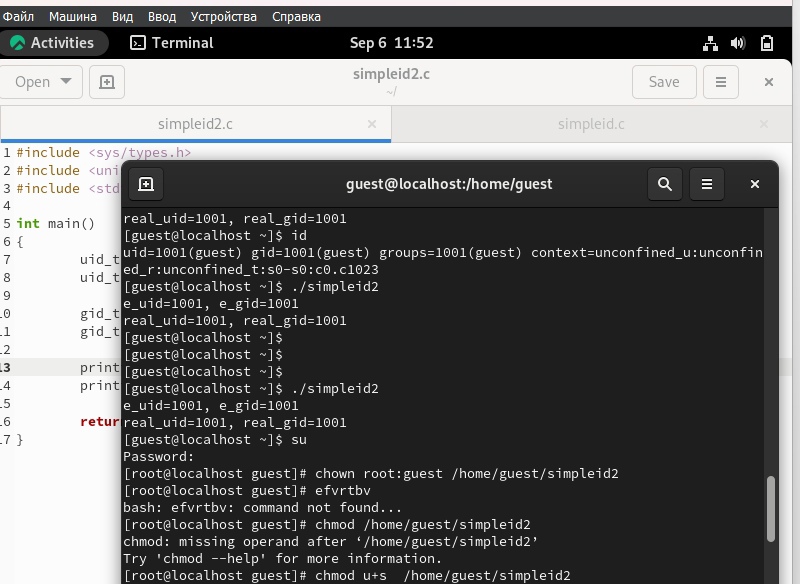 Файл Машина Вид Ввод Устройства Справка
Activities Terminal Sep 6 11:52
Open simpleid2.c Save
~/
simpleid2.c simpleid.c
1 #include <sys/types.h>
2 #include <uni
3 #include <std
4
5 int main()
6 {
7 uid_t
8 uid_t
9
10 gid_t
11 gid_t
12
13 print
14 print
15
16 retur
17 }
guest@localhost:/home/guest
real_uid=1001, real_gid=1001
[guest@localhost ~]$ id
uid=1001(guest) gid=1001(guest) groups=1001(guest) context=unconfined_u:unconfin
ed_r:unconfined_t:s0-s0:c0.c1023
[guest@localhost ~]$ ./simpleid2
e_uid=1001, e_gid=1001
real_uid=1001, real_gid=1001
[guest@localhost ~]$
[guest@localhost ~]$
[guest@localhost ~]$
[guest@localhost ~]$ ./simpleid2
e_uid=1001, e_gid=1001
real_uid=1001, real_gid=1001
[guest@localhost ~]$ su
Password:
[root@localhost guest]# chown root:guest /home/guest/simpleid2
[root@localhost guest]# efvrtbv
bash: efvrtbv: command not found...
[root@localhost guest]# chmod /home/guest/simpleid2
chmod: missing operand after ‘/home/guest/simpleid2’
Try 'chmod --help' for more information.
[root@localhost guest]# chmod u+s  /home/guest/simpleid2